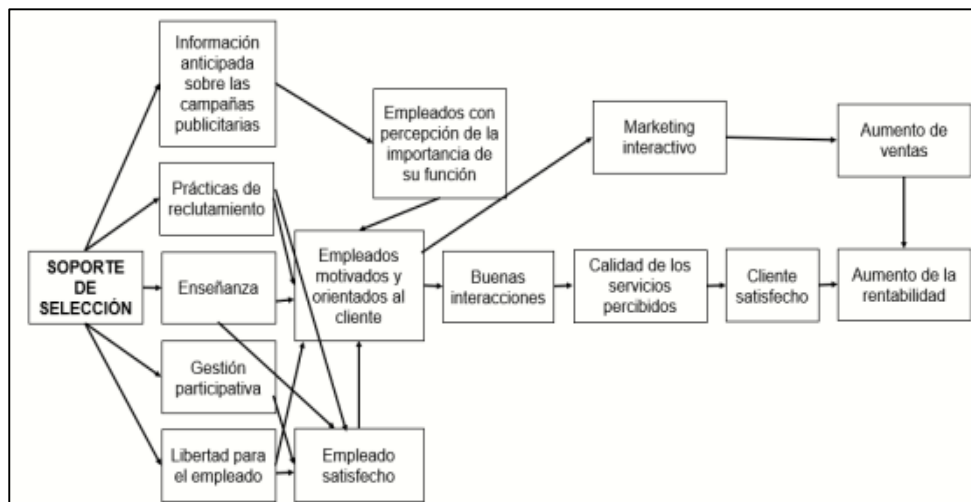 Información
anticipada
sobre las
campañas
publicitarias
Empleados con
percepción de la
importancia de
su función
Marketing
interactivo
Aumento de
ventas
Prácticas de
reclutamiento
SOPORTE
DE
SELECCIÓN
Enseñanza
Empleados
motivados y
orientados al
cliente
Buenas
interacciones
Calidad de los
servicios
percibidos
Cliente
satisfecho
Aumento de la
rentabilidad
Gestión
participativa
Libertad para
el empleado
Empleado
satisfecho